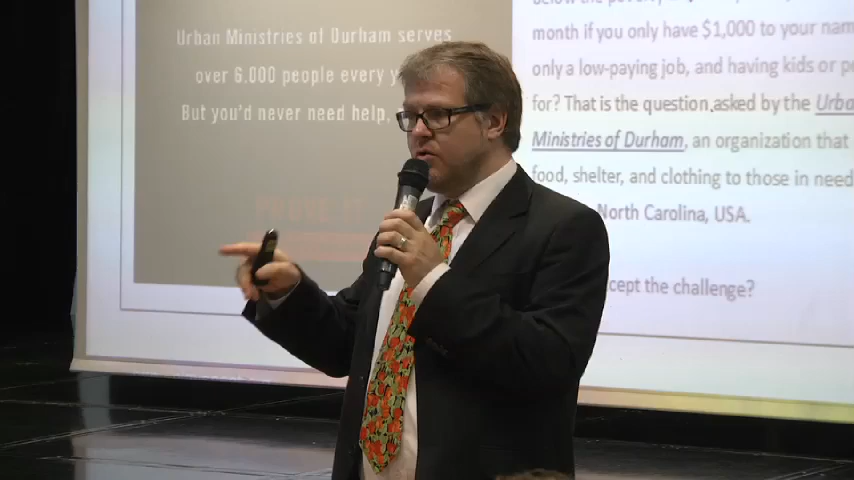 Urban Ministries of Durham serves
over 6,000 people every y
But you'd never need help,
PROVE IT
below the poverty
month if you only have $1,000 to your nam
only a low-paying job, and having kids or pe
for? That is the question asked by the Urba
Ministries of Durham, an organization that
food, shelter, and clothing to those in need
North Carolina, USA.
cept the challenge?